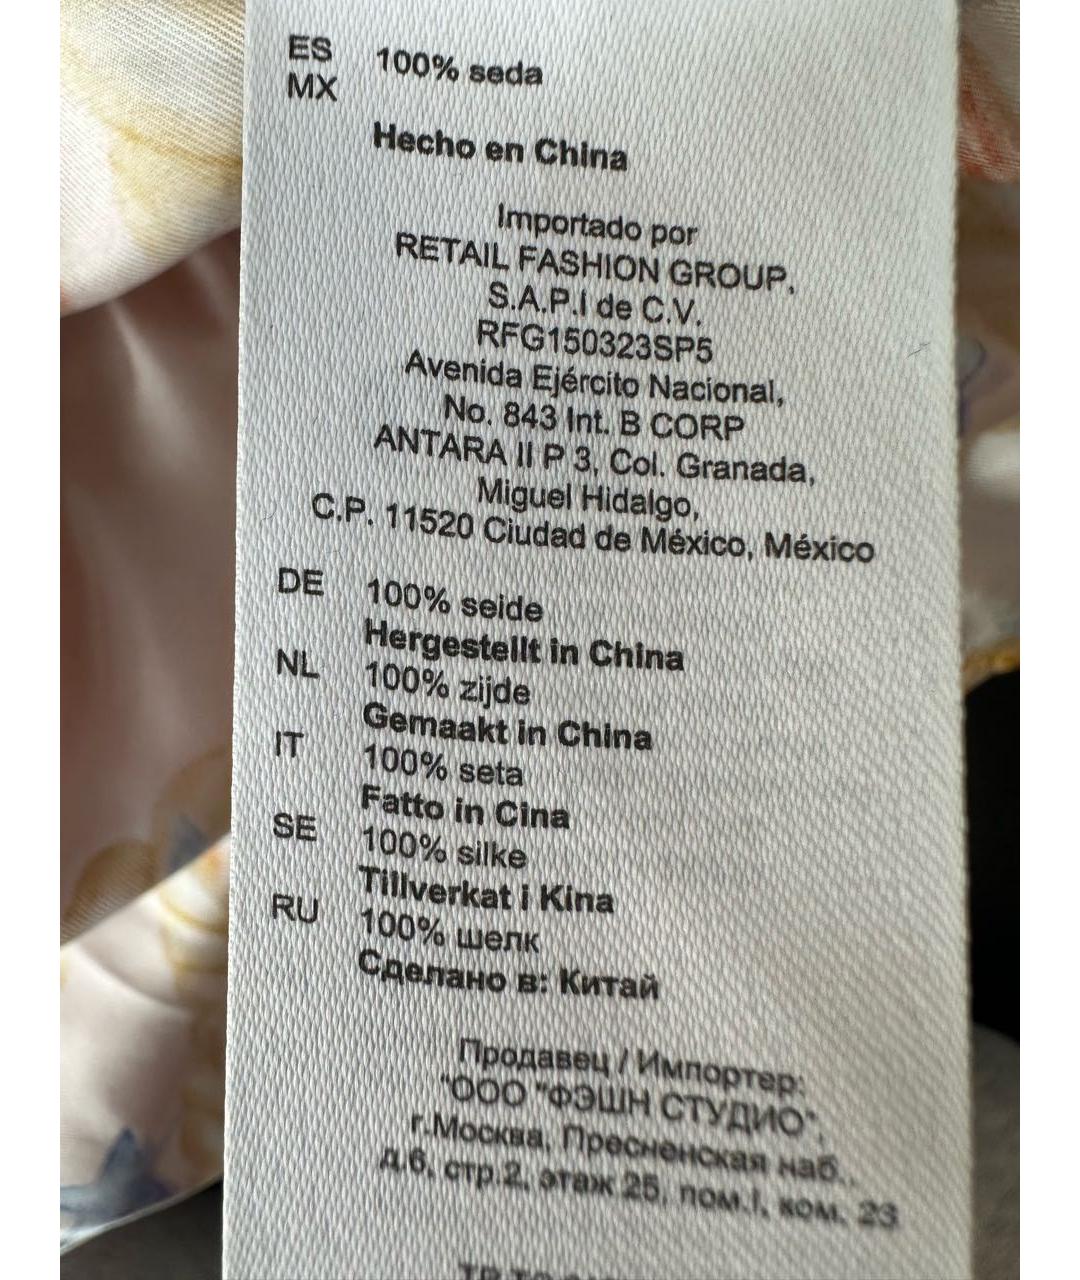 ES 100% seda
MX
Hecho en China
Importado por
RETAIL FASHION GROUP,
S.A.P.I de C.V.
RFG150323SP5
Avenida Ejército Nacional,
No. 843 Int. B CORP
ANTARA II P 3, Col. Granada,
Miguel Hidalgo,
C.P. 11520 Ciudad de México, México
DE 100% seide
Hergestellt in China
NL 100% zijde
Gemaakt in China
IT 100% seta
Fatto in Cina
SE 100% silke
Tillverkat i Kina
RU 100% шелк
Сделано в: Китай
Продавец / Импортер:
"ООО "ФЭШН СТУДИО",
г.Москва, Пресненская наб.,
д.6, стр.2, этаж 25, пом.I, ком. 23